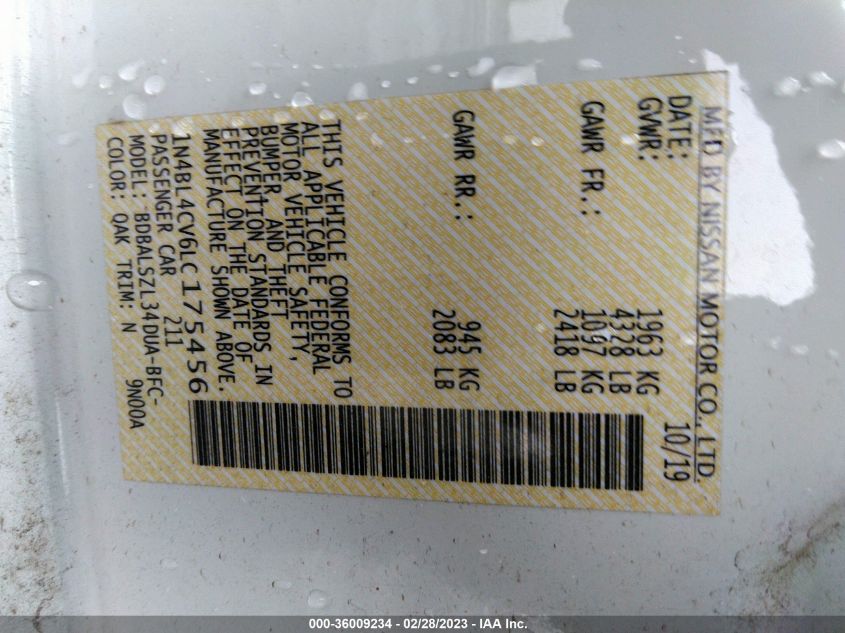 MFD BY NISSAN MOTOR CO., LTD.
DATE: 10/19
GVWR: 1963 KG
4328 LB
GAWR FR.: 1097 KG
2418 LB
GAWR RR.: 945 KG
2083 LB
THIS VEHICLE CONFORMS TO
ALL APPLICABLE FEDERAL
MOTOR VEHICLE SAFETY,
BUMPER AND THEFT
PREVENTION STANDARDS IN
EFFECT ON THE DATE OF
MANUFACTURE SHOWN ABOVE.
1N4BL4CV6LC175456
PASSENGER CAR 211
MODEL: BDBALSZL34DUA-BFC-
9N00A
COLOR: QAK TRIM: N
000-36009234 - 02/28/2023 - IAA Inc.